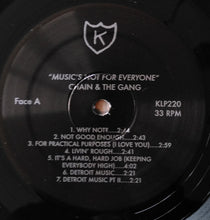 K
"MUSIC'S NOT FOR EVERYONE"
CHAIN & THE GANG
Face A
KLP220
33 RPM
1. WHY NOT?....2:44
2. NOT GOOD ENOUGH....2:43
3. FOR PRACTICAL PURPOSES (I LOVE YOU)....2:53
4. LIVIN' ROUGH....2:41
5. IT'S A HARD, HARD JOB (KEEPING
EVERYBODY HIGH)....4:02
6. DETROIT MUSIC....2:21
7. DETROIT MUSIC PT II....2:21